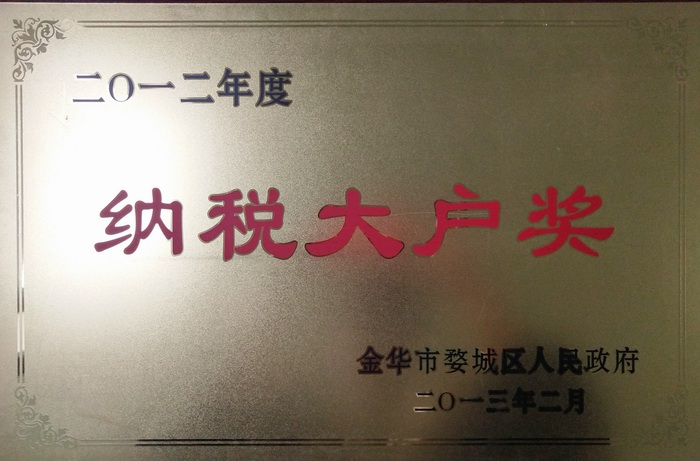 二〇一二年度
纳税大户奖
金华市婺城区人民政府
二〇一三年二月